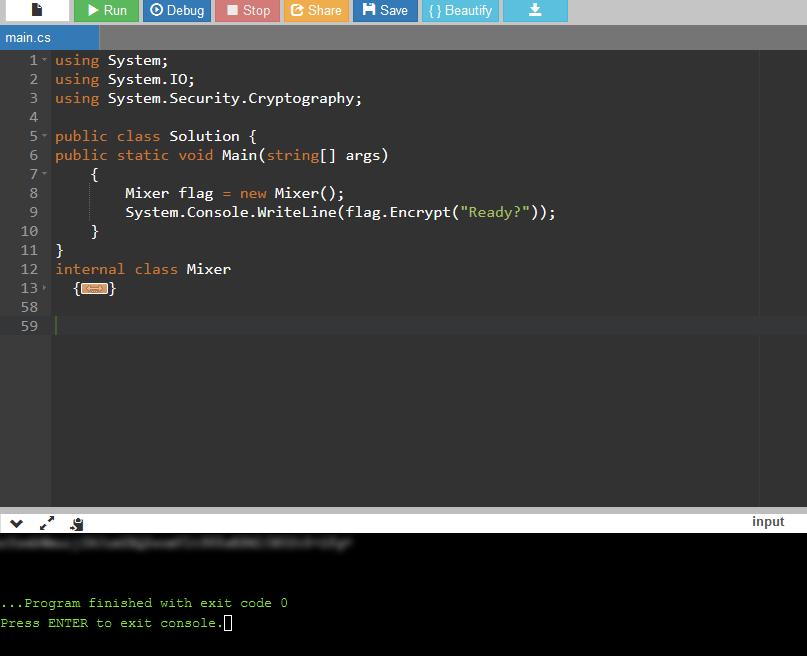 Run Debug Stop Share Save { } Beautify
main.cs
1 using System;
2 using System.IO;
3 using System.Security.Cryptography;
4
5 public class Solution {
6 public static void Main(string[] args)
7 {
8 Mixer flag = new Mixer();
9 System.Console.WriteLine(flag.Encrypt("Ready?"));
10 }
11 }
12 internal class Mixer
13 {<··>}
58
59
input
...Program finished with exit code 0
Press ENTER to exit console.